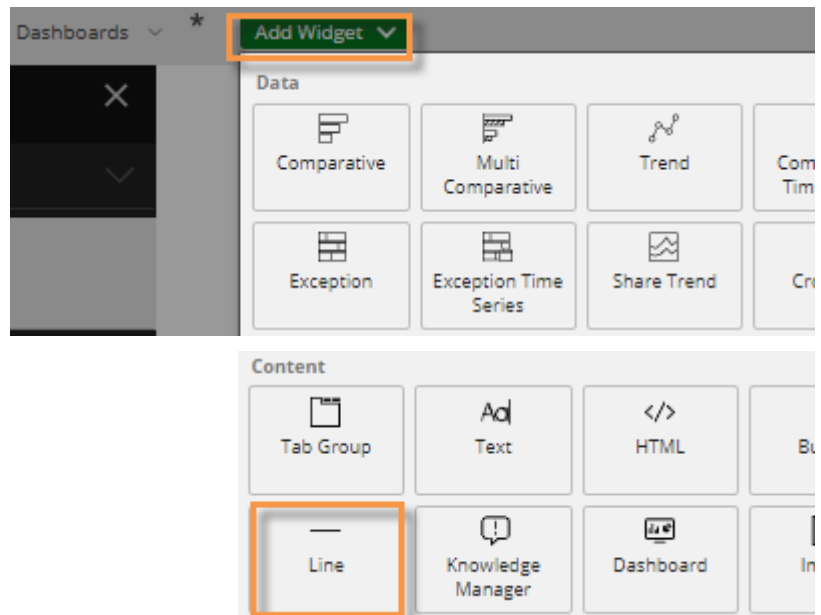 Dashboards *
Add Widget
Data
Comparative
Multi
Comparative
Trend
Exception
Exception Time
Series
Share Trend
Content
Tab Group
Text
</>
HTML
Line
Knowledge
Manager
Dashboard